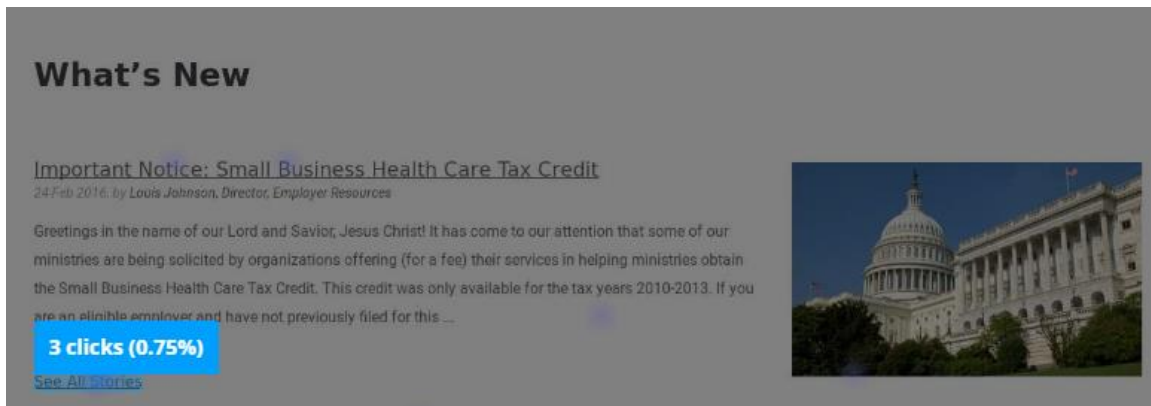 What’s New
Important Notice: Small Business Health Care Tax Credit
24-Feb 2016, by Louis Johnson, Director, Employer Resources
Greetings in the name of our Lord and Savior, Jesus Christ! It has come to our attention that some of our
ministries are being solicited by organizations offering (for a fee) their services in helping ministries obtain
the Small Business Health Care Tax Credit. This credit was only available for the tax years 2010-2013. If you
are an eligible employer and have not previously filed for this ...
3 clicks (0.75%)
See All Stories